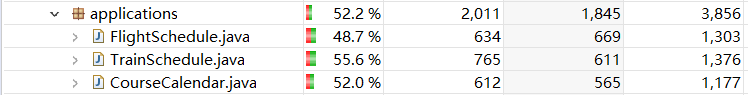 applications 52.2 % 2,011 1,845 3,856
FlightSchedule.java 48.7 % 634 669 1,303
TrainSchedule.java 55.6 % 765 611 1,376
CourseCalendar.java 52.0 % 612 565 1,177